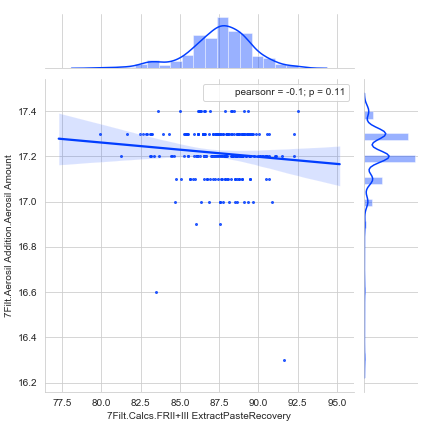 pearsonr = -0.1; p = 0.11
17.4
17.2
17.0
16.8
16.6
16.4
16.2
7Filt.Aerosil Addition.Aerosol Amount
77.5 80.0 82.5 85.0 87.5 90.0 92.5 95.0
7Filt.Calcs.FRII+III ExtractPasteRecovery